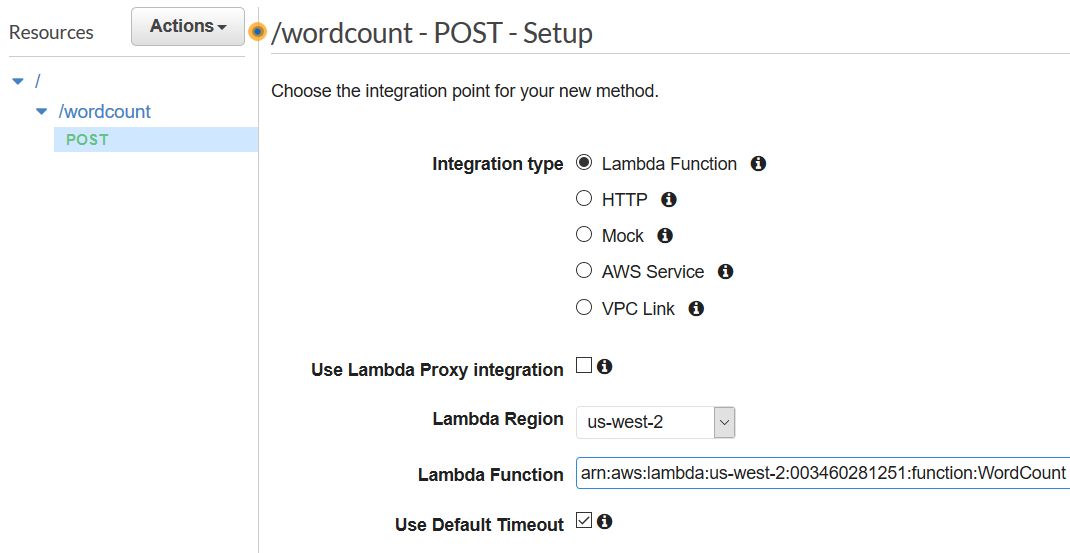 Resources
Actions
/wordcount - POST - Setup
/
/wordcount
POST
Choose the integration point for your new method.
Integration type
Lambda Function
HTTP
Mock
AWS Service
VPC Link
Use Lambda Proxy integration
Lambda Region us-west-2
Lambda Function arn:aws:lambda:us-west-2:003460281251:function:WordCount
Use Default Timeout